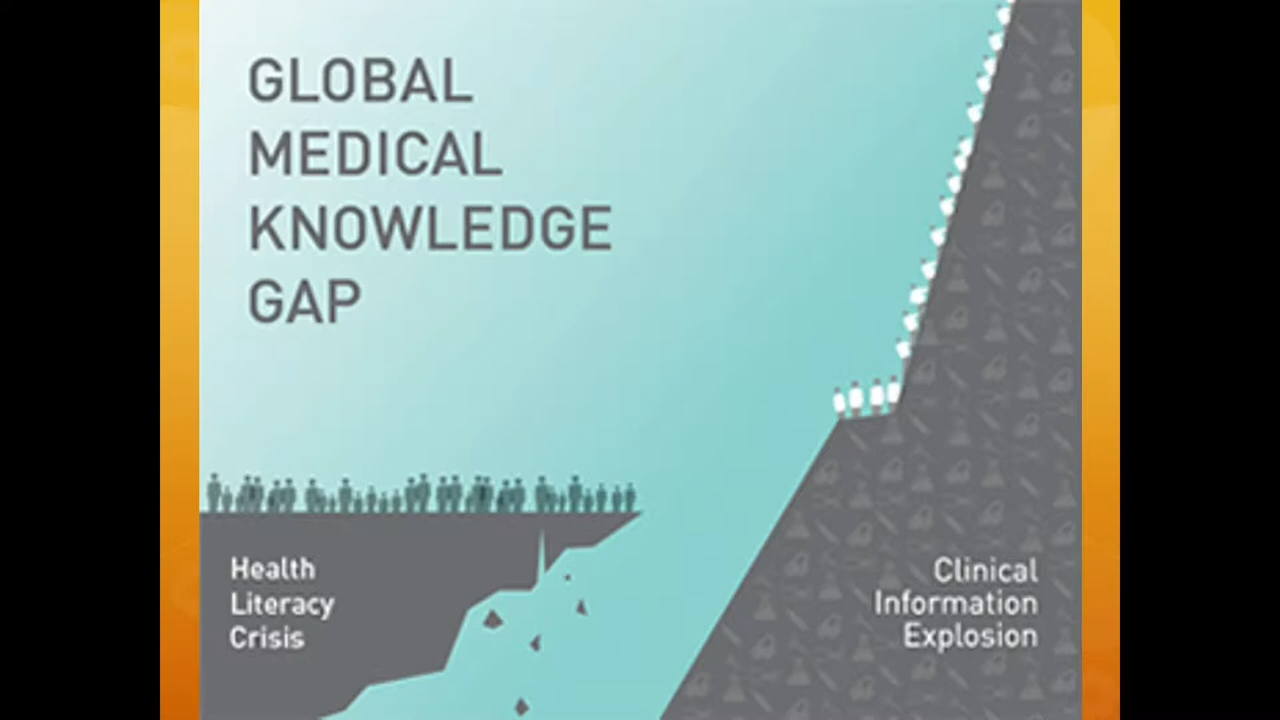 GLOBAL
MEDICAL
KNOWLEDGE
GAP
Health
Literacy
Crisis
Clinical
Information
Explosion